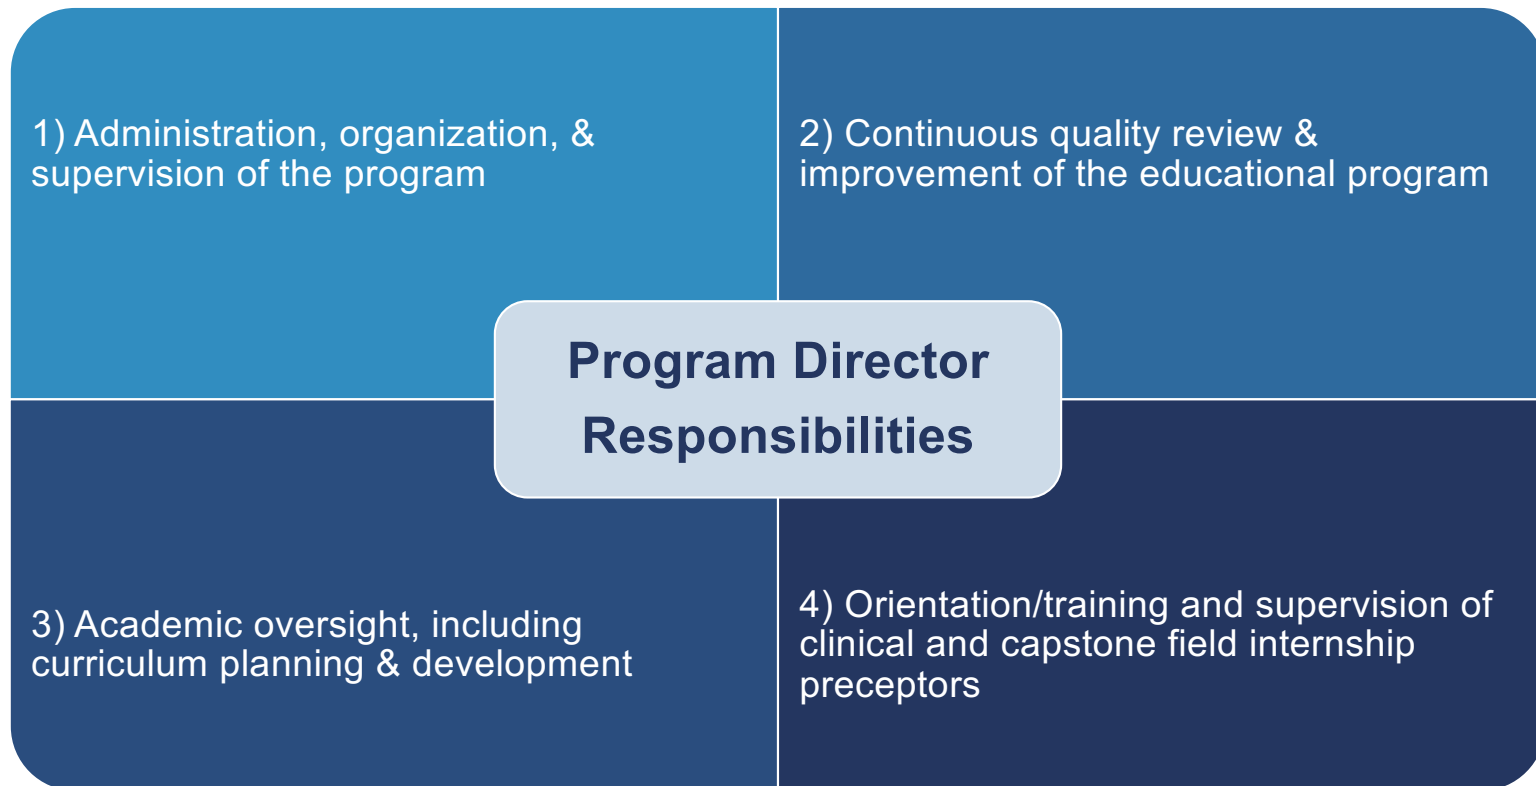 1) Administration, organization, &
supervision of the program
2) Continuous quality review &
improvement of the educational program
Program Director
Responsibilities
3) Academic oversight, including
curriculum planning & development
4) Orientation/training and supervision of
clinical and capstone field internship
preceptors